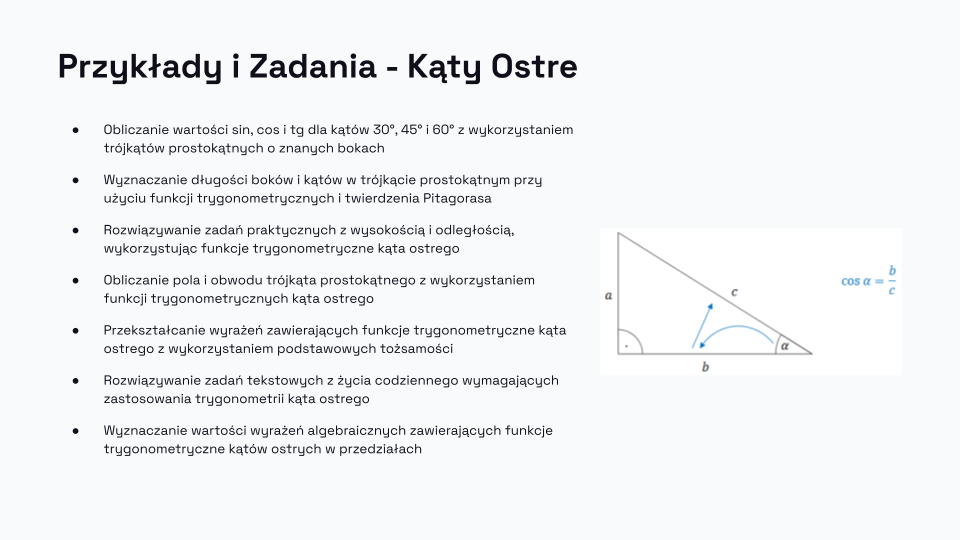 Przykłady i Zadania - Kąty Ostre
● Obliczanie wartości sin, cos i tg dla kątów 30°, 45° i 60° z wykorzystaniem
trójkątów prostokątnych o znanych bokach
● Wyznaczanie długości boków i kątów w trójkącie prostokątnym przy
użyciu funkcji trygonometrycznych i twierdzenia Pitagorasa
● Rozwiązywanie zadań praktycznych z wysokością i odległością,
wykorzystując funkcje trygonometryczne kąta ostrego
● Obliczanie pola i obwodu trójkąta prostokątnego z wykorzystaniem
funkcji trygonometrycznych kąta ostrego
● Przekształcanie wyrażeń zawierających funkcje trygonometryczne kąta
ostrego z wykorzystaniem podstawowych tożsamości
● Rozwiązywanie zadań tekstowych z życia codziennego wymagających
zastosowania trygonometrii kąta ostrego
● Wyznaczanie wartości wyrażeń algebraicznych zawierających funkcje
trygonometryczne kątów ostrych w przedziałach
a
c
b
α
cos α = b/c